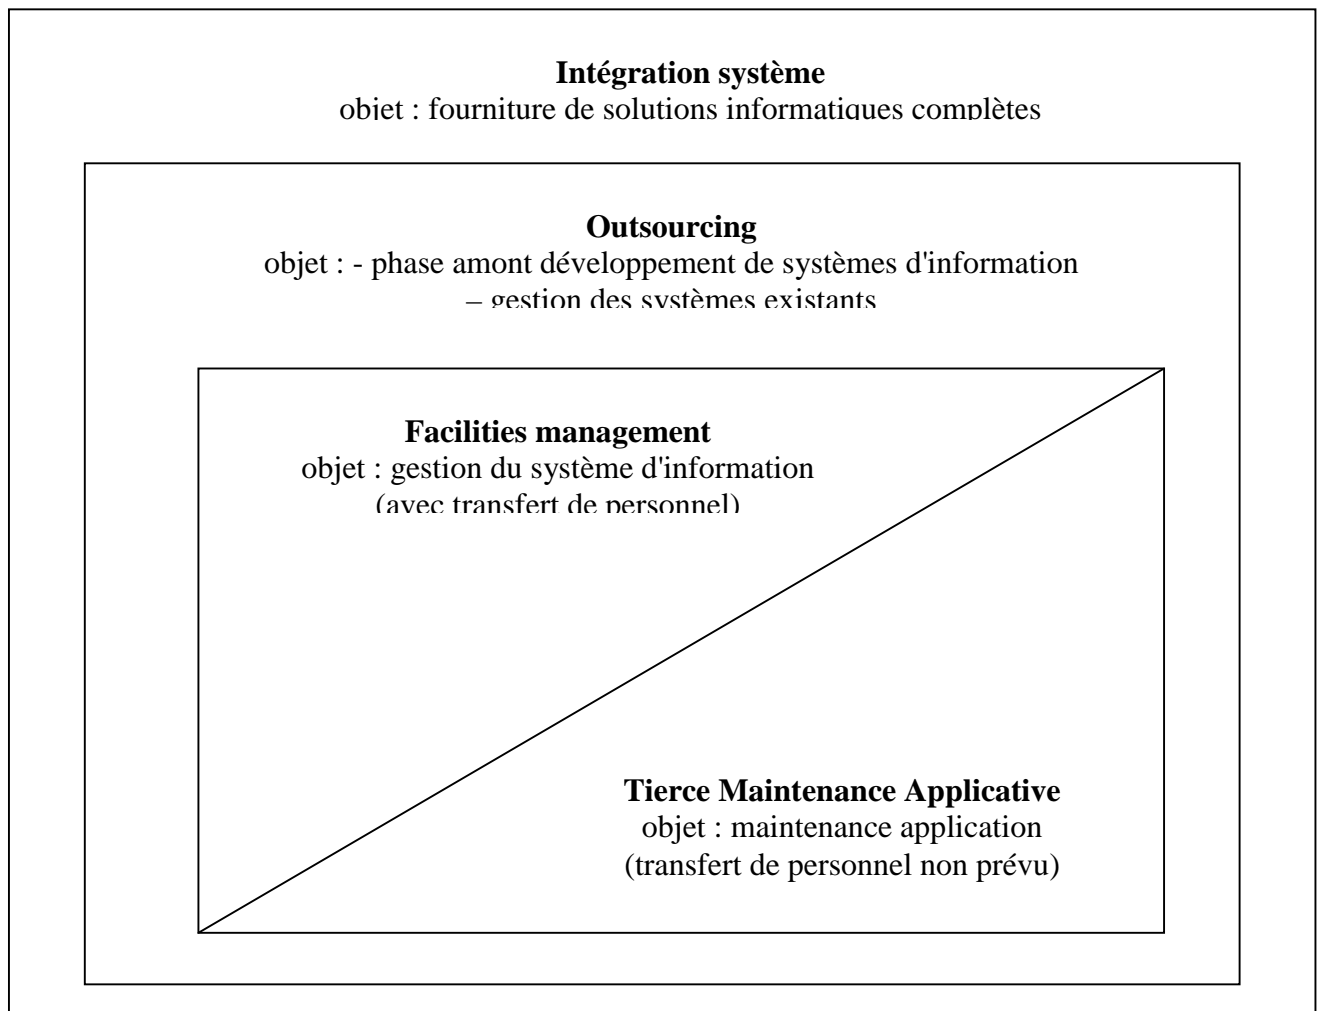 Intégration système
objet : fourniture de solutions informatiques complètes
Outsourcing
objet : - phase amont développement de systèmes d'information
– gestion des systèmes existants
Facilities management
objet : gestion du système d'information
(avec transfert de personnel)
Tierce Maintenance Applicative
objet : maintenance application
(transfert de personnel non prévu)